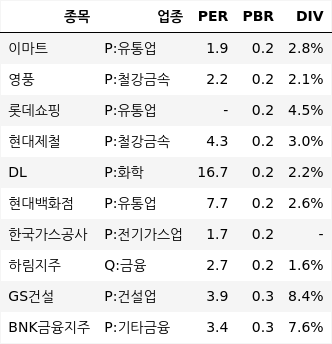 종목 업종 PER PBR DIV
이마트 P:유통업 1.9 0.2 2.8%
영풍 P:철강금속 2.2 0.2 2.1%
롯데쇼핑 P:유통업 - 0.2 4.5%
현대제철 P:철강금속 4.3 0.2 3.0%
DL P:화학 16.7 0.2 2.2%
현대백화점 P:유통업 7.7 0.2 2.6%
한국가스공사 P:전기가스업 1.7 0.2 -
하림지주 Q:금융 2.7 0.2 1.6%
GS건설 P:건설업 3.9 0.3 8.4%
BNK금융지주 P:기타금융 3.4 0.3 7.6%